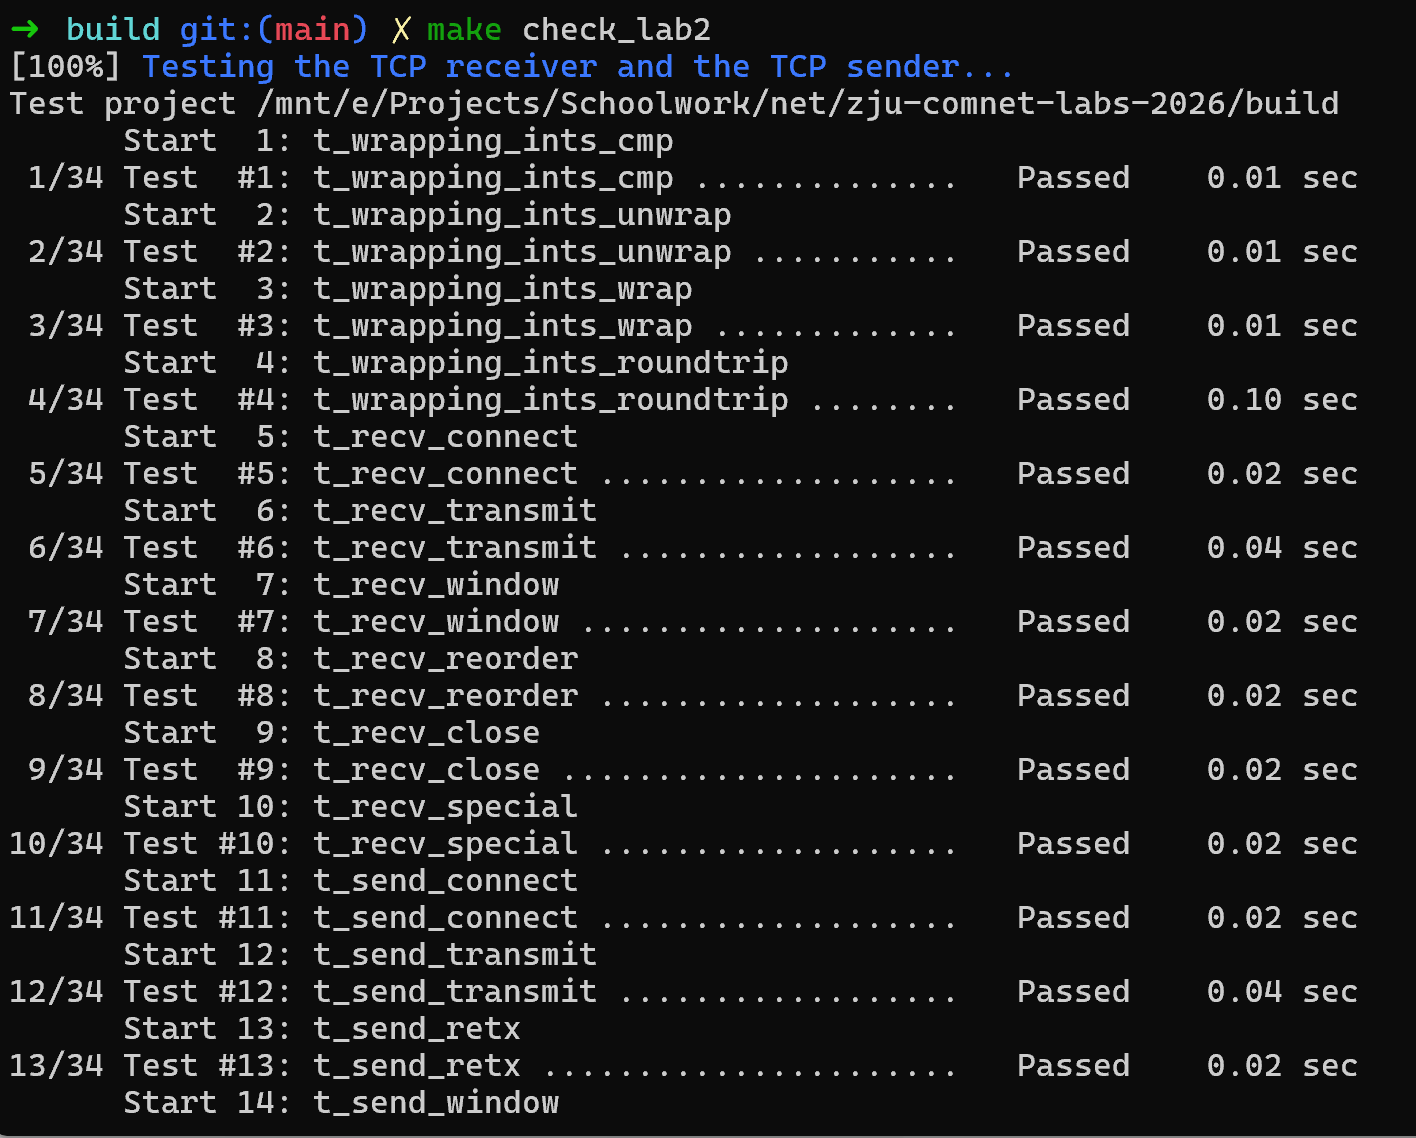 ➜ build git:(main) ✗ make check_lab2
[100%] Testing the TCP receiver and the TCP sender...
Test project /mnt/e/Projects/Schoolwork/net/zju-comnet-labs-2026/build
      Start  1: t_wrapping_ints_cmp
 1/34 Test  #1: t_wrapping_ints_cmp ..............   Passed    0.01 sec
      Start  2: t_wrapping_ints_unwrap
 2/34 Test  #2: t_wrapping_ints_unwrap ...........   Passed    0.01 sec
      Start  3: t_wrapping_ints_wrap
 3/34 Test  #3: t_wrapping_ints_wrap .............   Passed    0.01 sec
      Start  4: t_wrapping_ints_roundtrip
 4/34 Test  #4: t_wrapping_ints_roundtrip ........   Passed    0.10 sec
      Start  5: t_recv_connect
 5/34 Test  #5: t_recv_connect ...................   Passed    0.02 sec
      Start  6: t_recv_transmit
 6/34 Test  #6: t_recv_transmit ..................   Passed    0.04 sec
      Start  7: t_recv_window
 7/34 Test  #7: t_recv_window ....................   Passed    0.02 sec
      Start  8: t_recv_reorder
 8/34 Test  #8: t_recv_reorder ...................   Passed    0.02 sec
      Start  9: t_recv_close
 9/34 Test  #9: t_recv_close .....................   Passed    0.02 sec
      Start 10: t_recv_special
10/34 Test #10: t_recv_special ...................   Passed    0.02 sec
      Start 11: t_send_connect
11/34 Test #11: t_send_connect ...................   Passed    0.02 sec
      Start 12: t_send_transmit
12/34 Test #12: t_send_transmit ..................   Passed    0.04 sec
      Start 13: t_send_retx
13/34 Test #13: t_send_retx ......................   Passed    0.02 sec
      Start 14: t_send_window